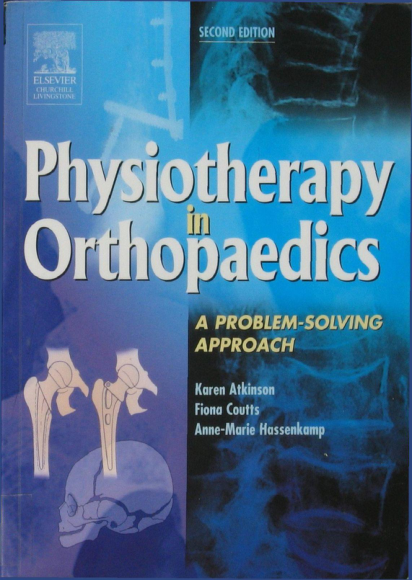 SECOND EDITION
ELSEVIER
CHURCHILL
LIVINGSTONE
Physiotherapy
in
Orthopaedics
A PROBLEM-SOLVING
APPROACH
Karen Atkinson
Fiona Coutts
Anne-Marie Hassenkamp